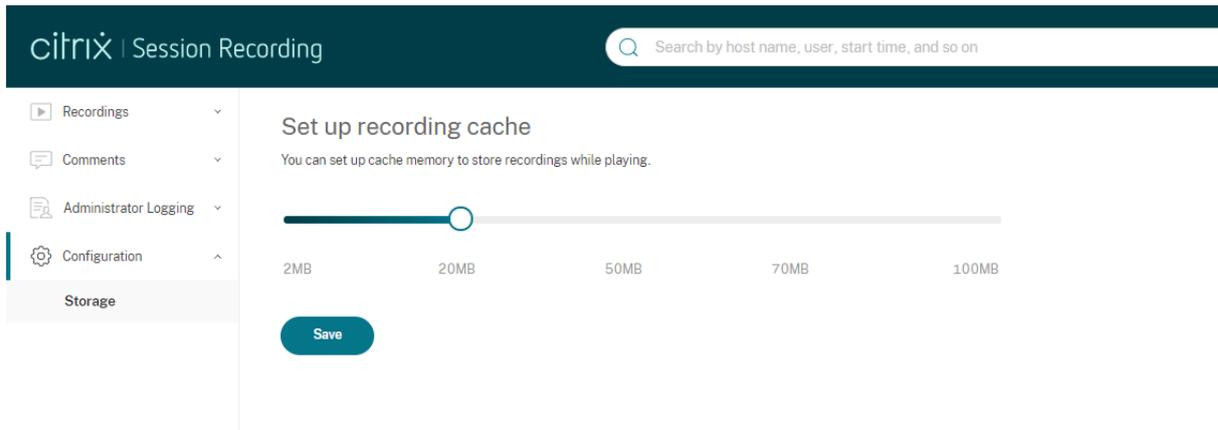 citrix | Session Recording
Search by host name, user, start time, and so on
Recordings
Comments
Administrator Logging
Configuration
Storage
Set up recording cache
You can set up cache memory to store recordings while playing.
2MB 20MB 50MB 70MB 100MB
Save